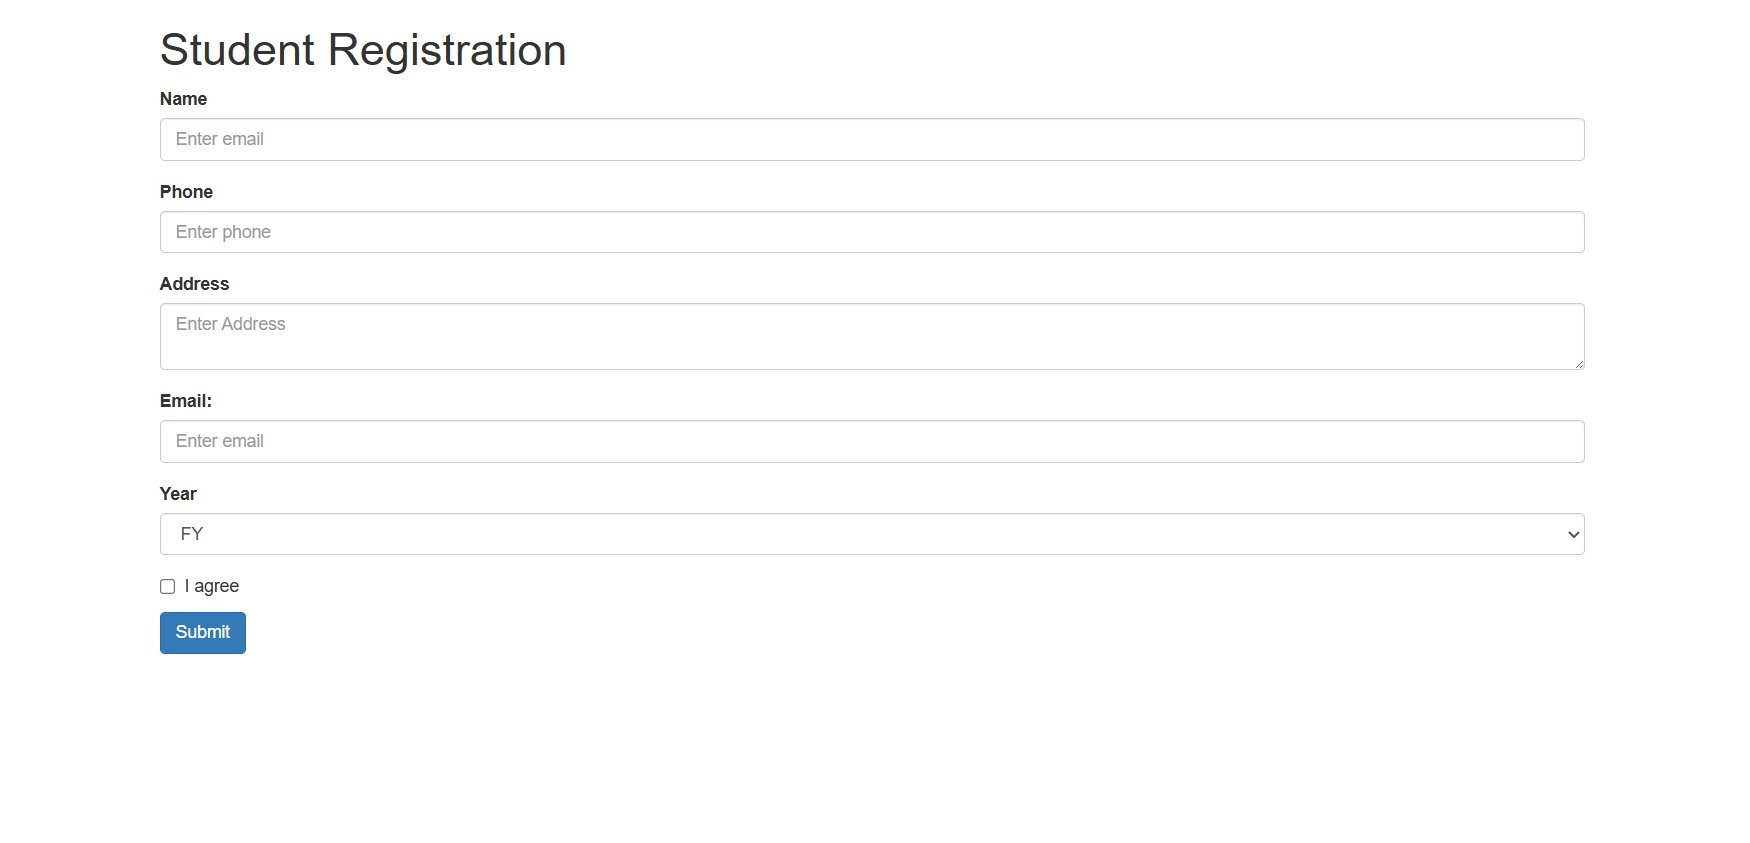 Student Registration
Name
Enter email
Phone
Enter phone
Address
Enter Address
Email:
Enter email
Year
FY
I agree
Submit